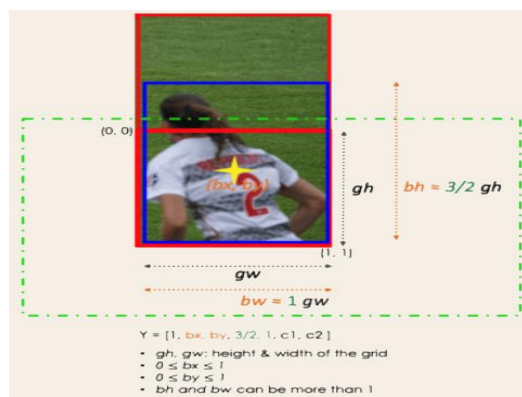 (0, 0)
(bx, by)
2
gh
bh ≈ 3/2 gh
(1, 1)
gw
bw ≈ 1 gw
Y = [1, bx, by, 3/2, 1, c1, c2 ]
• gh, gw; height & width of the grid
• 0 ≤ bx ≤ 1
• 0 ≤ by ≤ 1
• bh and bw can be more than 1